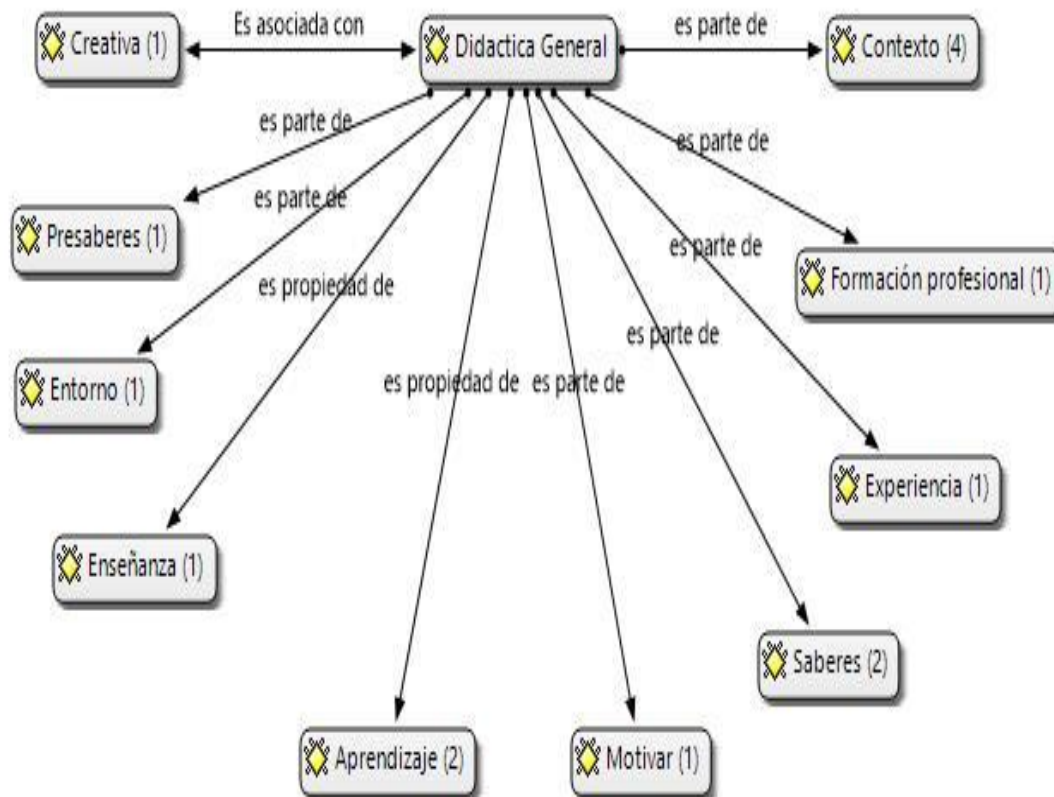 Creativa (1)
Es asociada con
Didactica General
es parte de
Contexto (4)
es parte de
es parte de
Presaberes (1)
es parte de
es parte de
Formación profesional (1)
es propiedad de
es parte de
Entorno (1)
es propiedad de
es parte de
Experiencia (1)
Enseñanza (1)
Saberes (2)
Aprendizaje (2)
Motivar (1)